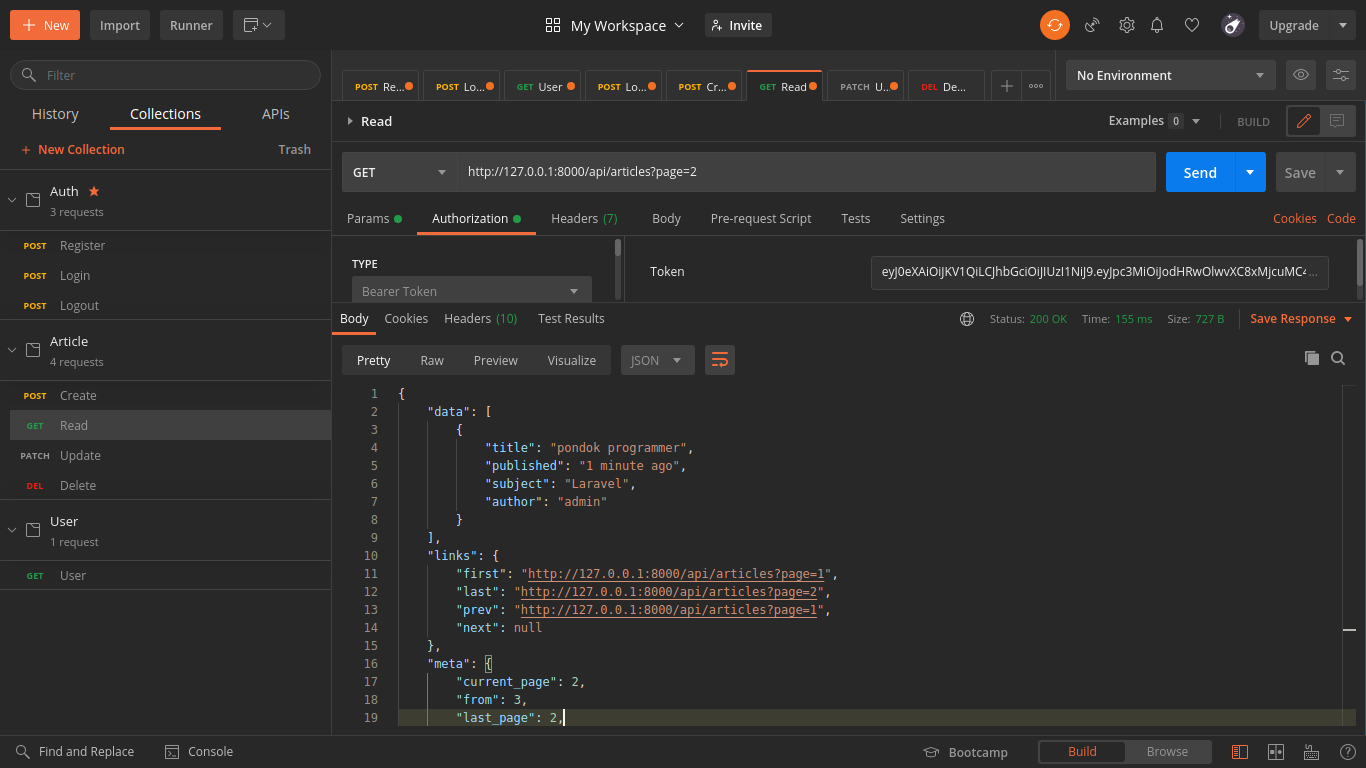 New Import Runner My Workspace Invite Upgrade
Filter
History Collections APIs
New Collection Trash
Auth
3 requests
POST Register
POST Login
POST Logout
Article
4 requests
POST Create
GET Read
PATCH Update
DEL Delete
User
1 request
GET User
POST Re... POST Lo... GET User POST Lo... POST Cr... GET Read PATCH U... DEL De... No Environment
Read Examples 0 BUILD
GET http://127.0.0.1:8000/api/articles?page=2 Send Save
Params Authorization Headers (7) Body Pre-request Script Tests Settings Cookies Code
TYPE
Bearer Token
Token eyJ0eXAiOiJKV1QiLCJhbGciOiJIUzI1NiJ9.eyJpc3MiOiJodHRwOlwvXC8xMjcuMC4...
Body Cookies Headers (10) Test Results Status: 200 OK Time: 155 ms Size: 727 B Save Response
Pretty Raw Preview Visualize JSON
1 {
2 "data": [
3 {
4 "title": "pondok programmer",
5 "published": "1 minute ago",
6 "subject": "Laravel",
7 "author": "admin"
8 }
9 ],
10 "links": {
11 "first": "http://127.0.0.1:8000/api/articles?page=1",
12 "last": "http://127.0.0.1:8000/api/articles?page=2",
13 "prev": "http://127.0.0.1:8000/api/articles?page=1",
14 "next": null
15 },
16 "meta": {
17 "current_page": 2,
18 "from": 3,
19 "last_page": 2,
Find and Replace Console Bootcamp Build Browse